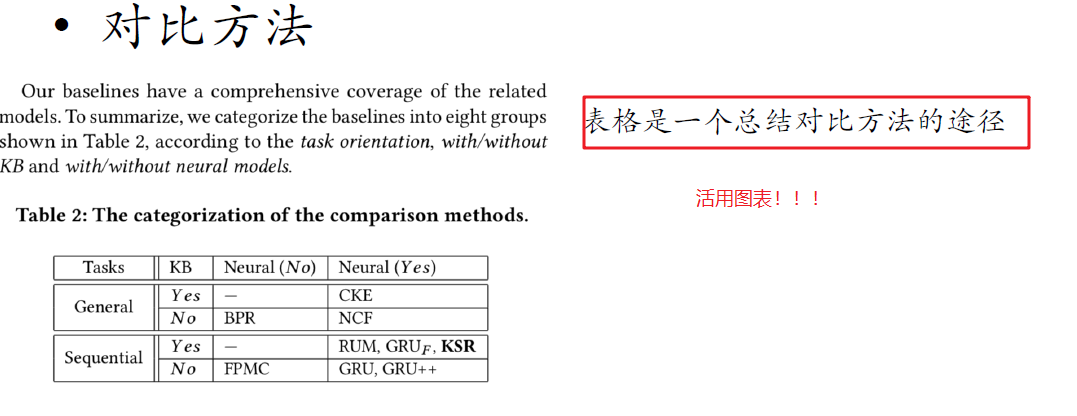 • 对比方法
Our baselines have a comprehensive coverage of the related
models. To summarize, we categorize the baselines into eight groups
shown in Table 2, according to the task orientation, with/without
KB and with/without neural models.
Table 2: The categorization of the comparison methods.
Tasks KB Neural (No) Neural (Yes)
General Yes — CKE
No BPR NCF
Sequential Yes — RUM, GRU_F, KSR
No FPMC GRU, GRU++
表格是一个总结对比方法的途径
活用图表！！！